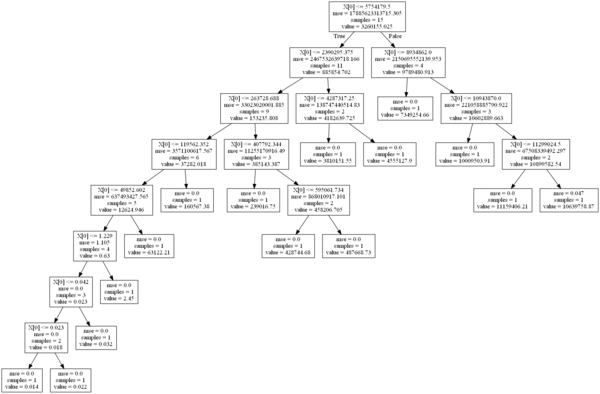 X[0] <= 5754179.5
mse = 17885623313715.305
samples = 15
value = 3260155.025
True
False
X[0] <= 2390295.375
mse = 2467532639718.166
samples = 11
value = 885854.702
X[0] <= 8934862.0
mse = 2150695552139.953
samples = 4
value = 9789480.913
X[0] <= 263728.688
mse = 33023020001.885
samples = 9
value = 153235.808
X[0] <= 4287317.25
mse = 138747440514.83
samples = 2
value = 4182639.725
mse = 0.0
samples = 1
value = 7349254.66
X[0] <= 10943870.0
mse = 221058885790.922
samples = 3
value = 10602889.663
X[0] <= 119562.352
mse = 3571100617.567
samples = 6
value = 37282.018
X[0] <= 407792.344
mse = 11255170916.49
samples = 3
value = 385143.387
mse = 0.0
samples = 1
value = 3810151.55
mse = 0.0
samples = 1
value = 4555127.9
mse = 0.0
samples = 1
value = 10009503.91
X[0] <= 11299024.5
mse = 67508339492.297
samples = 2
value = 10899582.54
X[0] <= 49852.602
mse = 637493427.565
samples = 5
value = 12624.946
mse = 0.0
samples = 1
value = 160567.38
mse = 0.0
samples = 1
value = 239016.75
X[0] <= 595061.734
mse = 868010917.101
samples = 2
value = 458206.705
mse = 0.0
samples = 1
value = 11159406.21
mse = 0.047
samples = 1
value = 10639758.87
X[0] <= 1.229
mse = 1.105
samples = 4
value = 0.63
mse = 0.0
samples = 1
value = 63122.21
mse = 0.0
samples = 1
value = 428744.68
mse = 0.0
samples = 1
value = 487668.73
X[0] <= 0.042
mse = 0.0
samples = 3
value = 0.023
mse = 0.0
samples = 1
value = 2.45
X[0] <= 0.023
mse = 0.0
samples = 2
value = 0.018
mse = 0.0
samples = 1
value = 0.032
mse = 0.0
samples = 1
value = 0.014
mse = 0.0
samples = 1
value = 0.022